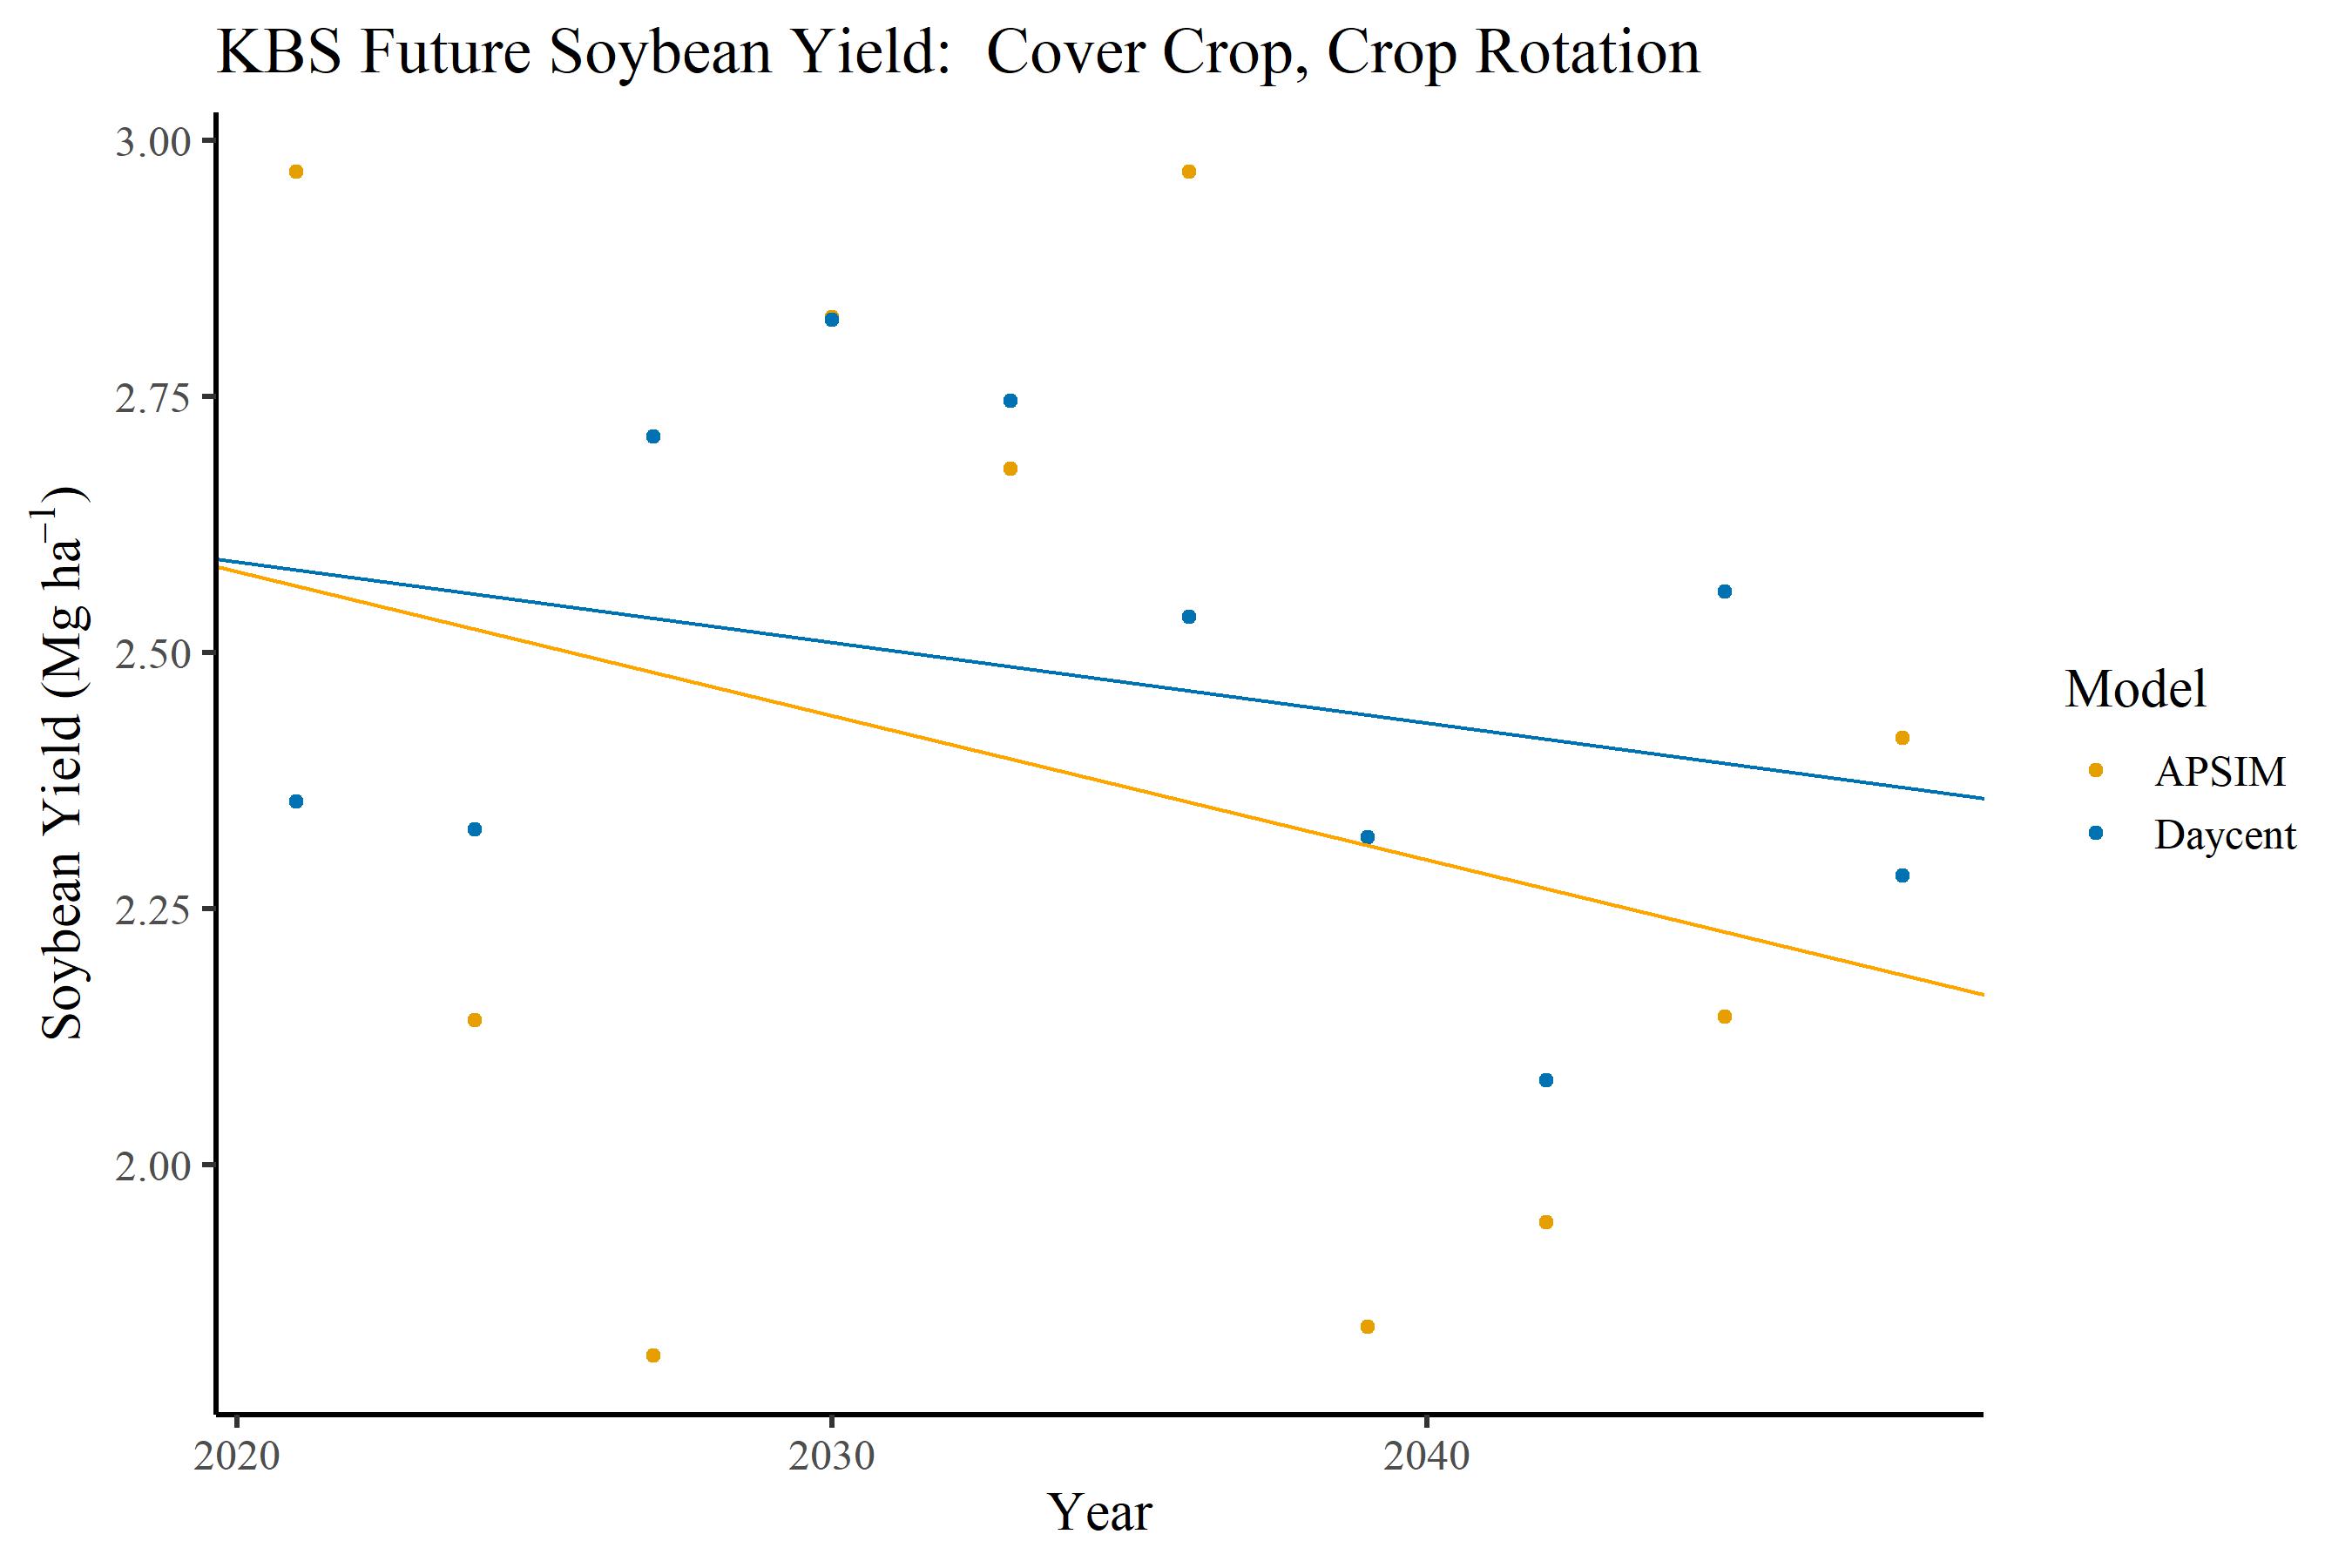 KBS Future Soybean Yield:  Cover Crop, Crop Rotation
Soybean Yield (Mg ha⁻¹)
3.00
2.75
2.50
2.25
2.00
2020
2030
2040
Year
Model
APSIM
Daycent